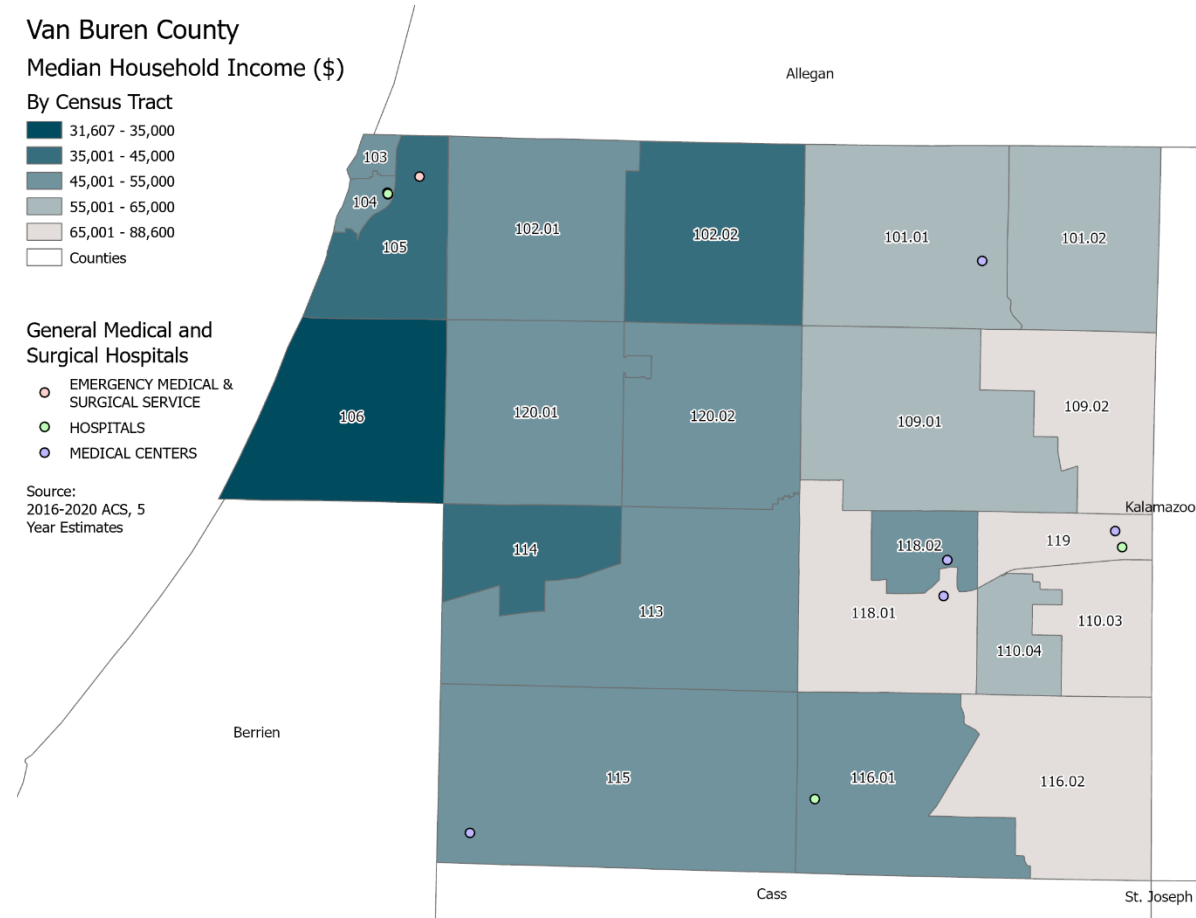 Van Buren County
Median Household Income ($)
By Census Tract
31,607 - 35,000
35,001 - 45,000
45,001 - 55,000
55,001 - 65,000
65,001 - 88,600
Counties
General Medical and
Surgical Hospitals
EMERGENCY MEDICAL &
SURGICAL SERVICE
HOSPITALS
MEDICAL CENTERS
Source:
2016-2020 ACS, 5
Year Estimates
Allegan
103
104
105
102.01
102.02
101.01
101.02
106
120.01
120.02
109.01
109.02
Kalamazoo
114
113
118.02
119
118.01
110.03
110.04
Berrien
115
116.01
116.02
Cass
St. Joseph